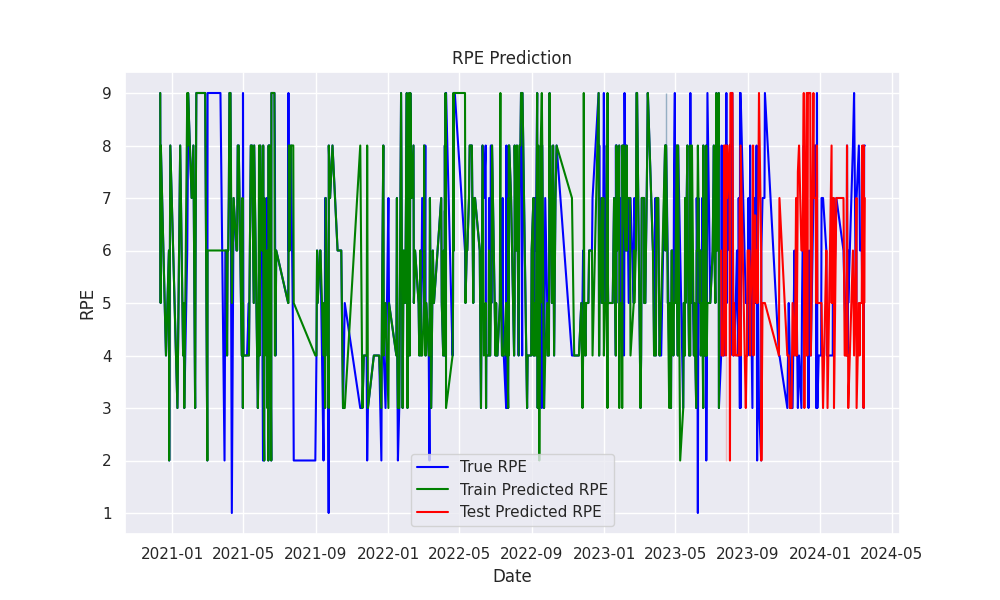 RPE Prediction
9
8
7
6
5
4
3
2
1
RPE
True RPE
Train Predicted RPE
Test Predicted RPE
2021-01 2021-05 2021-09 2022-01 2022-05 2022-09 2023-01 2023-05 2023-09 2024-01 2024-05
Date